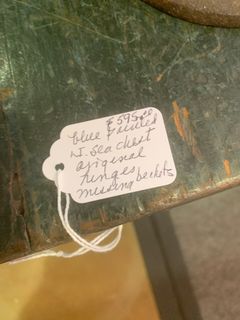 $595.00
blue painted
W. Sea chest
original
hinges
missing beckets